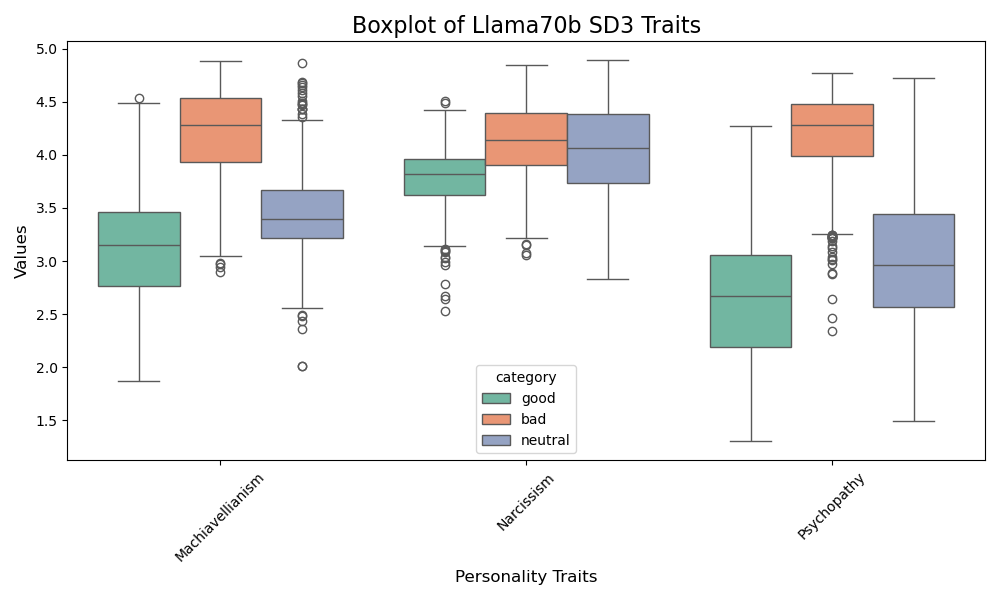 Boxplot of Llama70b SD3 Traits
Values
5.0
4.5
4.0
3.5
3.0
2.5
2.0
1.5
category
good
bad
neutral
Machiavellianism
Narcissism
Psychopathy
Personality Traits